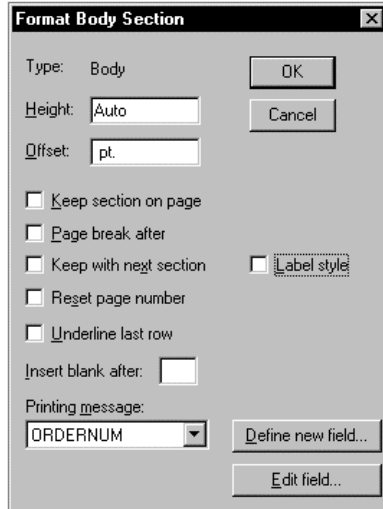 Format Body Section
Type: Body
OK
Height: Auto
Cancel
Offset: pt.
Keep section on page
Page break after
Keep with next section
Label style
Reset page number
Underline last row
Insert blank after:
Printing message:
ORDERNUM
Define new field...
Edit field...